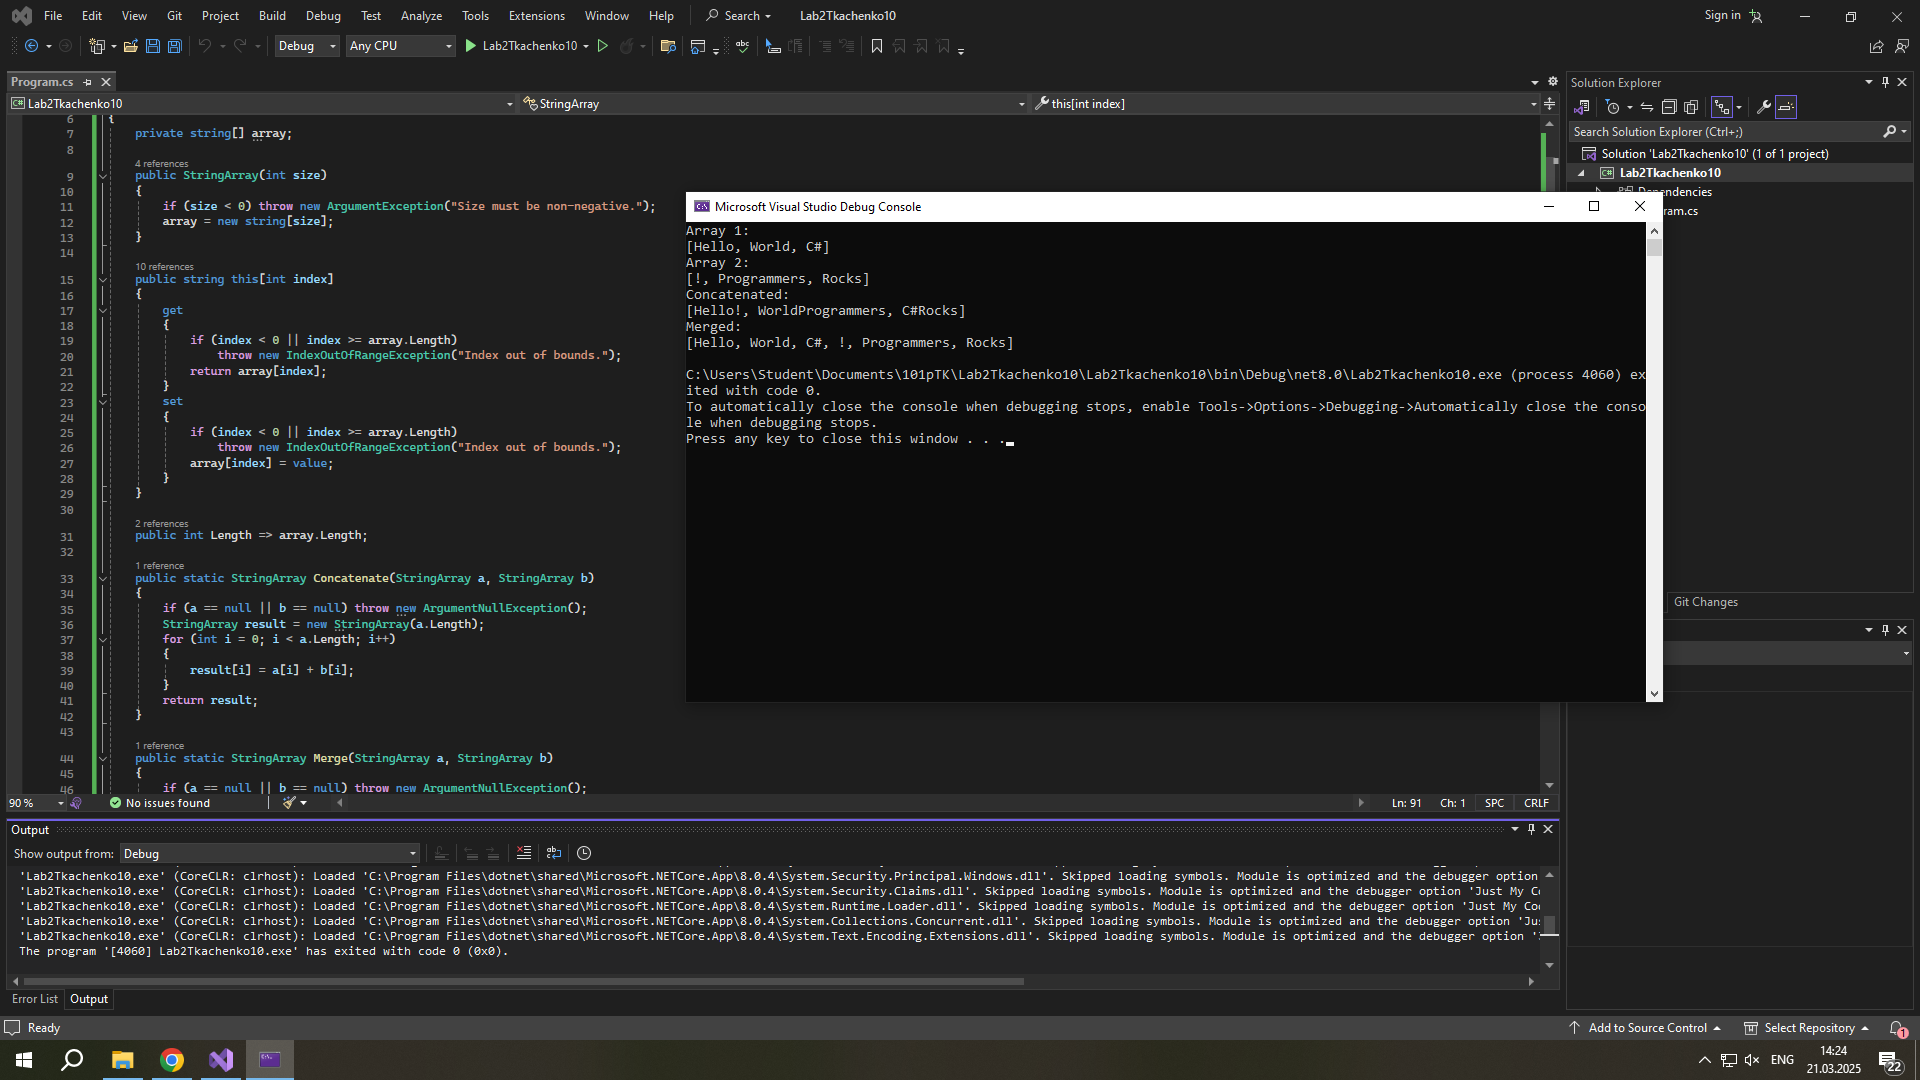 File Edit View Git Project Build Debug Test Analyze Tools Extensions Window Help Search Lab2Tkachenko10 Sign in
Debug Any CPU Lab2Tkachenko10
Program.cs
Lab2Tkachenko10 StringArray this[int index]
6 {
7 private string[] array;
8
4 references
9 public StringArray(int size)
10 {
11 if (size < 0) throw new ArgumentException("Size must be non-negative.");
12 array = new string[size];
13 }
14
10 references
15 public string this[int index]
16 {
17 get
18 {
19 if (index < 0 || index >= array.Length)
20 throw new IndexOutOfRangeException("Index out of bounds.");
21 return array[index];
22 }
23 set
24 {
25 if (index < 0 || index >= array.Length)
26 throw new IndexOutOfRangeException("Index out of bounds.");
27 array[index] = value;
28 }
29 }
30
2 references
31 public int Length => array.Length;
32
1 reference
33 public static StringArray Concatenate(StringArray a, StringArray b)
34 {
35 if (a == null || b == null) throw new ArgumentNullException();
36 StringArray result = new StringArray(a.Length);
37 for (int i = 0; i < a.Length; i++)
38 {
39 result[i] = a[i] + b[i];
40 }
41 return result;
42 }
43
1 reference
44 public static StringArray Merge(StringArray a, StringArray b)
45 {
46 if (a == null || b == null) throw new ArgumentNullException();
90 % No issues found Ln: 91 Ch: 1 SPC CRLF
Microsoft Visual Studio Debug Console
Array 1:
[Hello, World, C#]
Array 2:
[!, Programmers, Rocks]
Concatenated:
[Hello!, WorldProgrammers, C#Rocks]
Merged:
[Hello, World, C#, !, Programmers, Rocks]
C:\Users\Student\Documents\101pTK\Lab2Tkachenko10\Lab2Tkachenko10\bin\Debug\net8.0\Lab2Tkachenko10.exe (process 4060) ex
ited with code 0.
To automatically close the console when debugging stops, enable Tools->Options->Debugging->Automatically close the conso
le when debugging stops.
Press any key to close this window . . .
Solution Explorer
Search Solution Explorer (Ctrl+;)
Solution 'Lab2Tkachenko10' (1 of 1 project)
C# Lab2Tkachenko10
Dependencies
ram.cs
Git Changes
Output
Show output from: Debug
'Lab2Tkachenko10.exe' (CoreCLR: clrhost): Loaded 'C:\Program Files\dotnet\shared\Microsoft.NETCore.App\8.0.4\System.Security.Principal.Windows.dll'. Skipped loading symbols. Module is optimized and the debugger option
'Lab2Tkachenko10.exe' (CoreCLR: clrhost): Loaded 'C:\Program Files\dotnet\shared\Microsoft.NETCore.App\8.0.4\System.Security.Claims.dll'. Skipped loading symbols. Module is optimized and the debugger option 'Just My Co
'Lab2Tkachenko10.exe' (CoreCLR: clrhost): Loaded 'C:\Program Files\dotnet\shared\Microsoft.NETCore.App\8.0.4\System.Runtime.Loader.dll'. Skipped loading symbols. Module is optimized and the debugger option 'Just My Coo
'Lab2Tkachenko10.exe' (CoreCLR: clrhost): Loaded 'C:\Program Files\dotnet\shared\Microsoft.NETCore.App\8.0.4\System.Collections.Concurrent.dll'. Skipped loading symbols. Module is optimized and the debugger option 'Jus
'Lab2Tkachenko10.exe' (CoreCLR: clrhost): Loaded 'C:\Program Files\dotnet\shared\Microsoft.NETCore.App\8.0.4\System.Text.Encoding.Extensions.dll'. Skipped loading symbols. Module is optimized and the debugger option '
The program '[4060] Lab2Tkachenko10.exe' has exited with code 0 (0x0).
Error List Output
Ready Add to Source Control Select Repository 1
ENG 14:24
21.03.2025 22